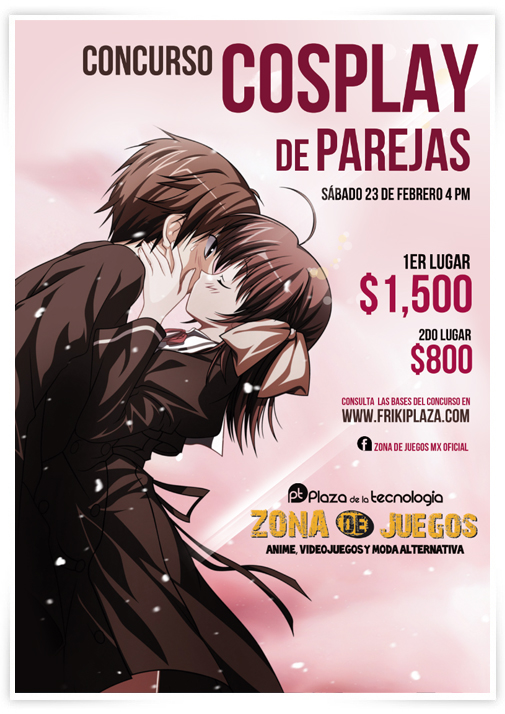 CONCURSO COSPLAY
DE PAREJAS
SÁBADO 23 DE FEBRERO 4 PM
1ER LUGAR
$1,500
2DO LUGAR
$800
CONSULTA LAS BASES DEL CONCURSO EN
WWW.FRIKIPLAZA.COM
f ZONA DE JUEGOS MX OFICIAL
pt Plaza de la tecnología
ZONA DE JUEGOS
ANIME, VIDEOJUEGOS Y MODA ALTERNATIVA